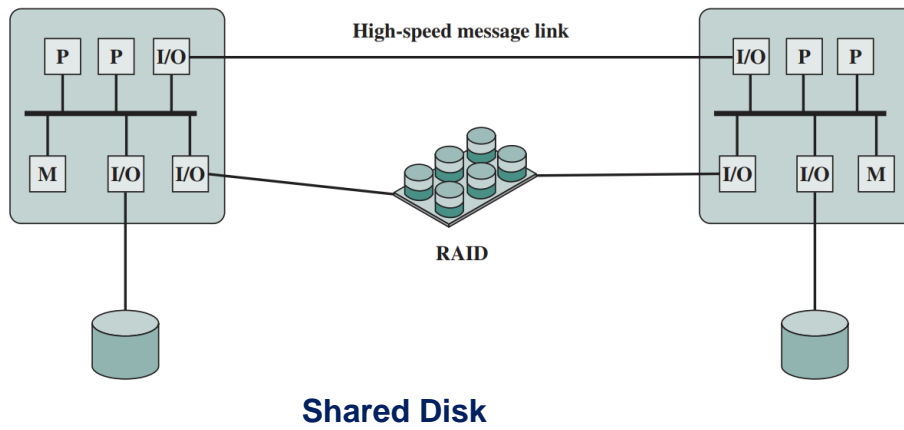 High-speed message link
P P I/O
I/O P P
M I/O I/O
I/O I/O M
RAID
Shared Disk